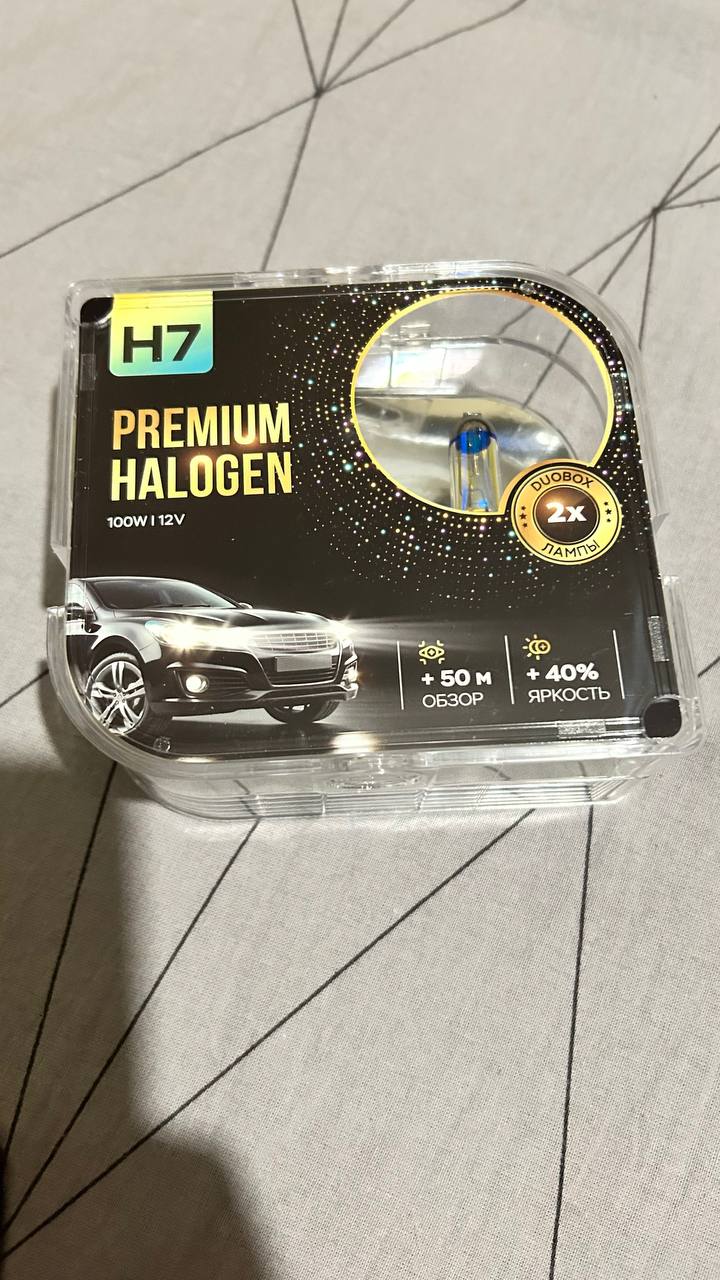 H7
PREMIUM
HALOGEN
100W | 12V
DUOBOX
2x
ЛАМПЫ
+ 50 м
ОБЗОР
+ 40%
ЯРКОСТЬ